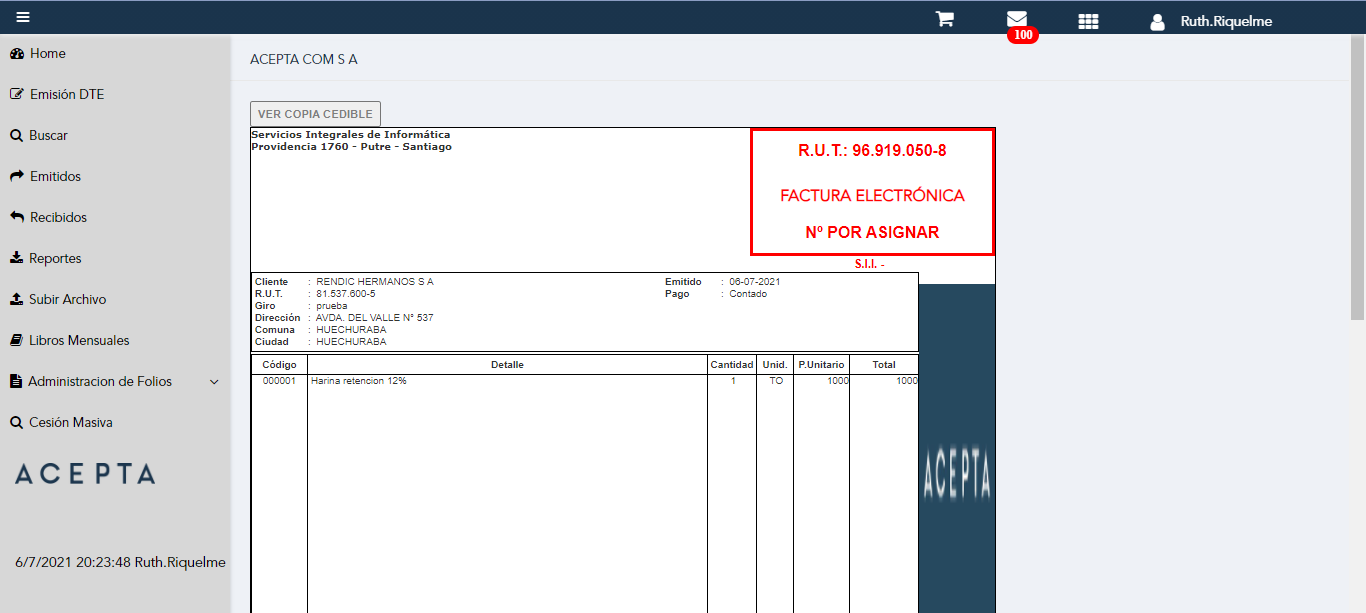 Ruth.Riquelme
100
Home
Emisión DTE
Buscar
Emitidos
Recibidos
Reportes
Subir Archivo
Libros Mensuales
Administracion de Folios
Cesión Masiva
ACEPTA
6/7/2021 20:23:48 Ruth.Riquelme
ACEPTA COM S A
VER COPIA CEDIBLE
Servicios Integrales de Informática
Providencia 1760 - Putre - Santiago
R.U.T.: 96.919.050-8
FACTURA ELECTRÓNICA
Nº POR ASIGNAR
S.I.I. -
Cliente : RENDIC HERMANOS S A Emitido : 06-07-2021
R.U.T. : 81.537.600-5 Pago : Contado
Giro : prueba
Dirección : AVDA. DEL VALLE N° 537
Comuna : HUECHURABA
Ciudad : HUECHURABA
Código Detalle Cantidad Unid. P.Unitario Total
000001 Harina retencion 12% 1 TO 1000 1000
ACEPTA